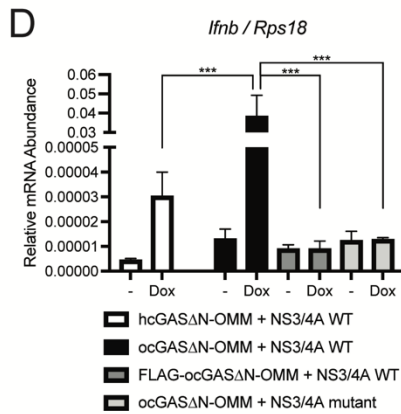 D
Ifnb / Rps18
***
***
***
Relative mRNA Abundance
0.06
0.05
0.04
0.03
0.00005
0.00004
0.00003
0.00002
0.00001
0.00000
- Dox - Dox - Dox - Dox
hcGASΔN-OMM + NS3/4A WT
ocGASΔN-OMM + NS3/4A WT
FLAG-ocGASΔN-OMM + NS3/4A WT
ocGASΔN-OMM + NS3/4A mutant